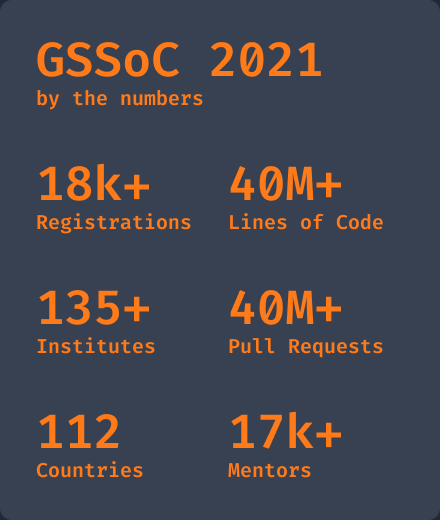 GSSoC 2021
by the numbers
18k+
Registrations
40M+
Lines of Code
135+
Institutes
40M+
Pull Requests
112
Countries
17k+
Mentors